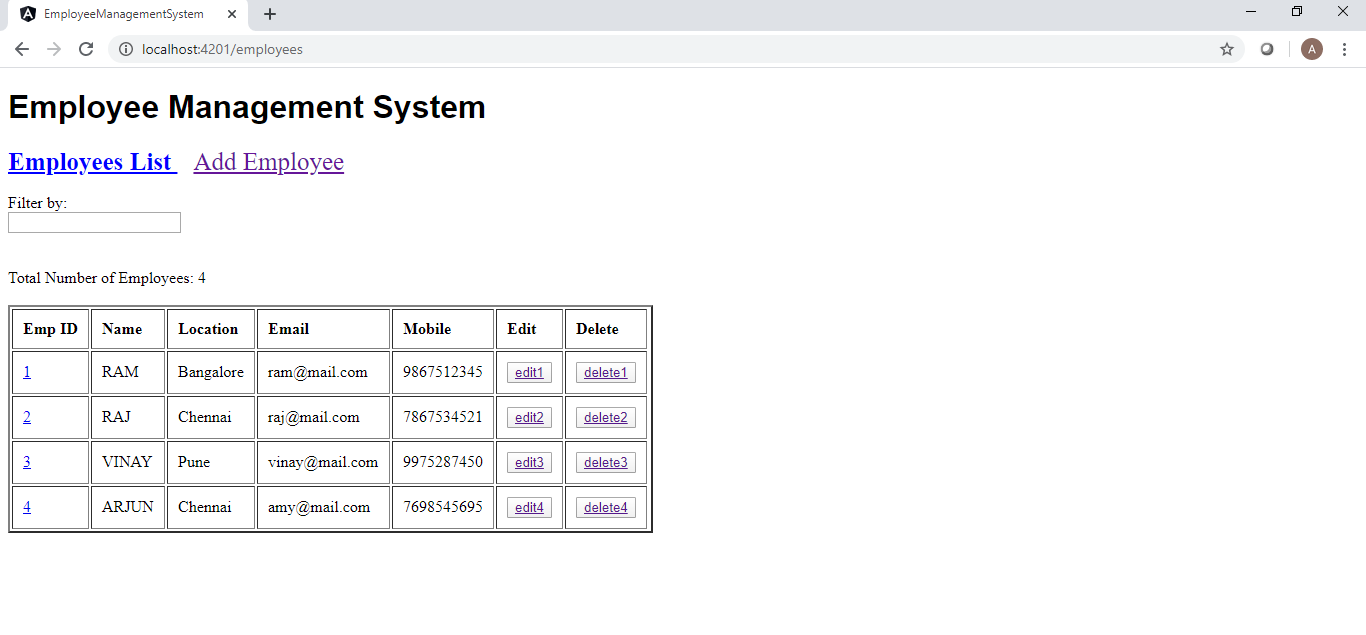 EmployeeManagementSystem
localhost:4201/employees
A
Employee Management System
Employees List Add Employee
Filter by:
Total Number of Employees: 4
Emp ID Name Location Email Mobile Edit Delete
1 RAM Bangalore ram@mail.com 9867512345 edit1 delete1
2 RAJ Chennai raj@mail.com 7867534521 edit2 delete2
3 VINAY Pune vinay@mail.com 9975287450 edit3 delete3
4 ARJUN Chennai amy@mail.com 7698545695 edit4 delete4